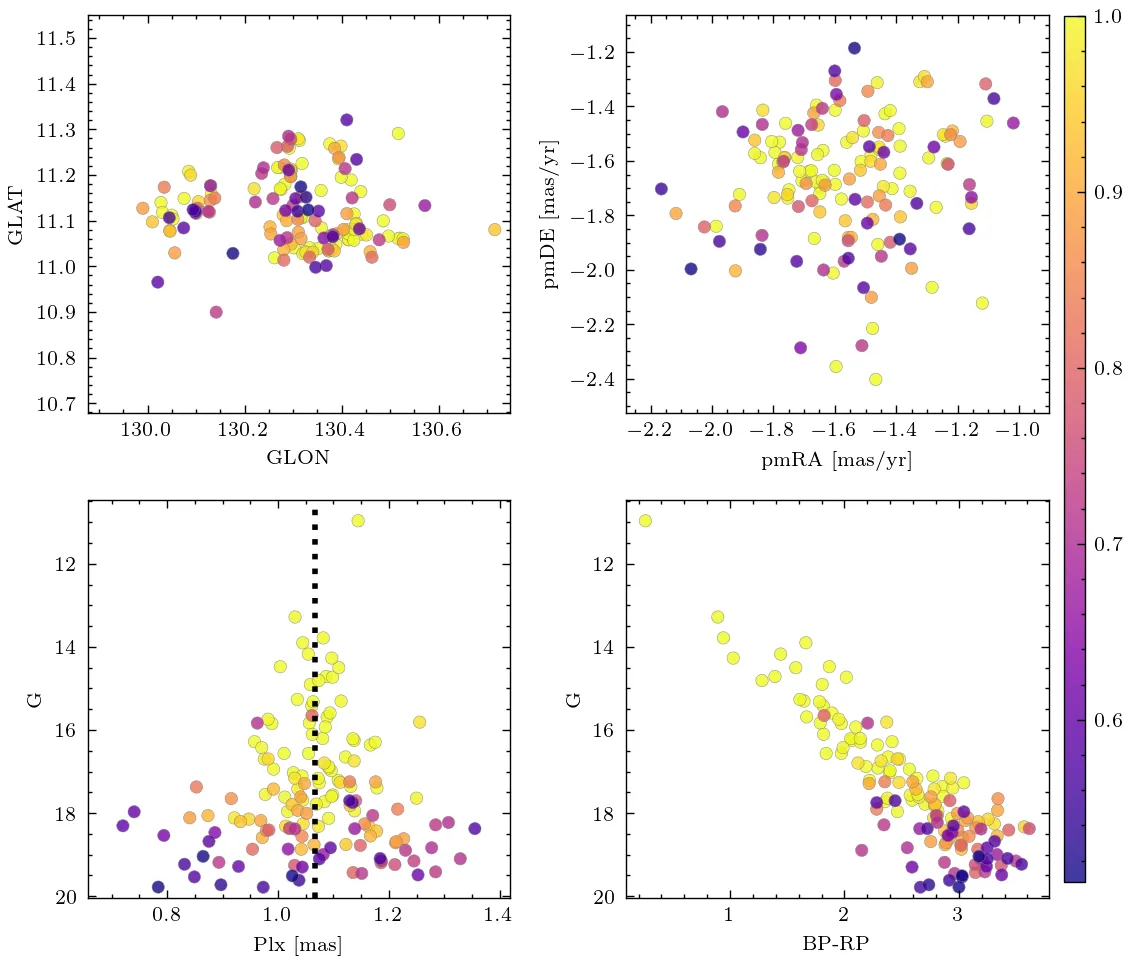 11.5
11.4
11.3
11.2
11.1
11.0
10.9
10.8
10.7
GLAT
130.0 130.2 130.4 130.6
GLON
−1.2
−1.4
−1.6
−1.8
−2.0
−2.2
−2.4
pmDE [mas/yr]
−2.2 −2.0 −1.8 −1.6 −1.4 −1.2 −1.0
pmRA [mas/yr]
1.0
0.9
0.8
0.7
0.6
12
14
16
18
20
G
0.8 1.0 1.2 1.4
Plx [mas]
12
14
16
18
20
G
1 2 3
BP-RP